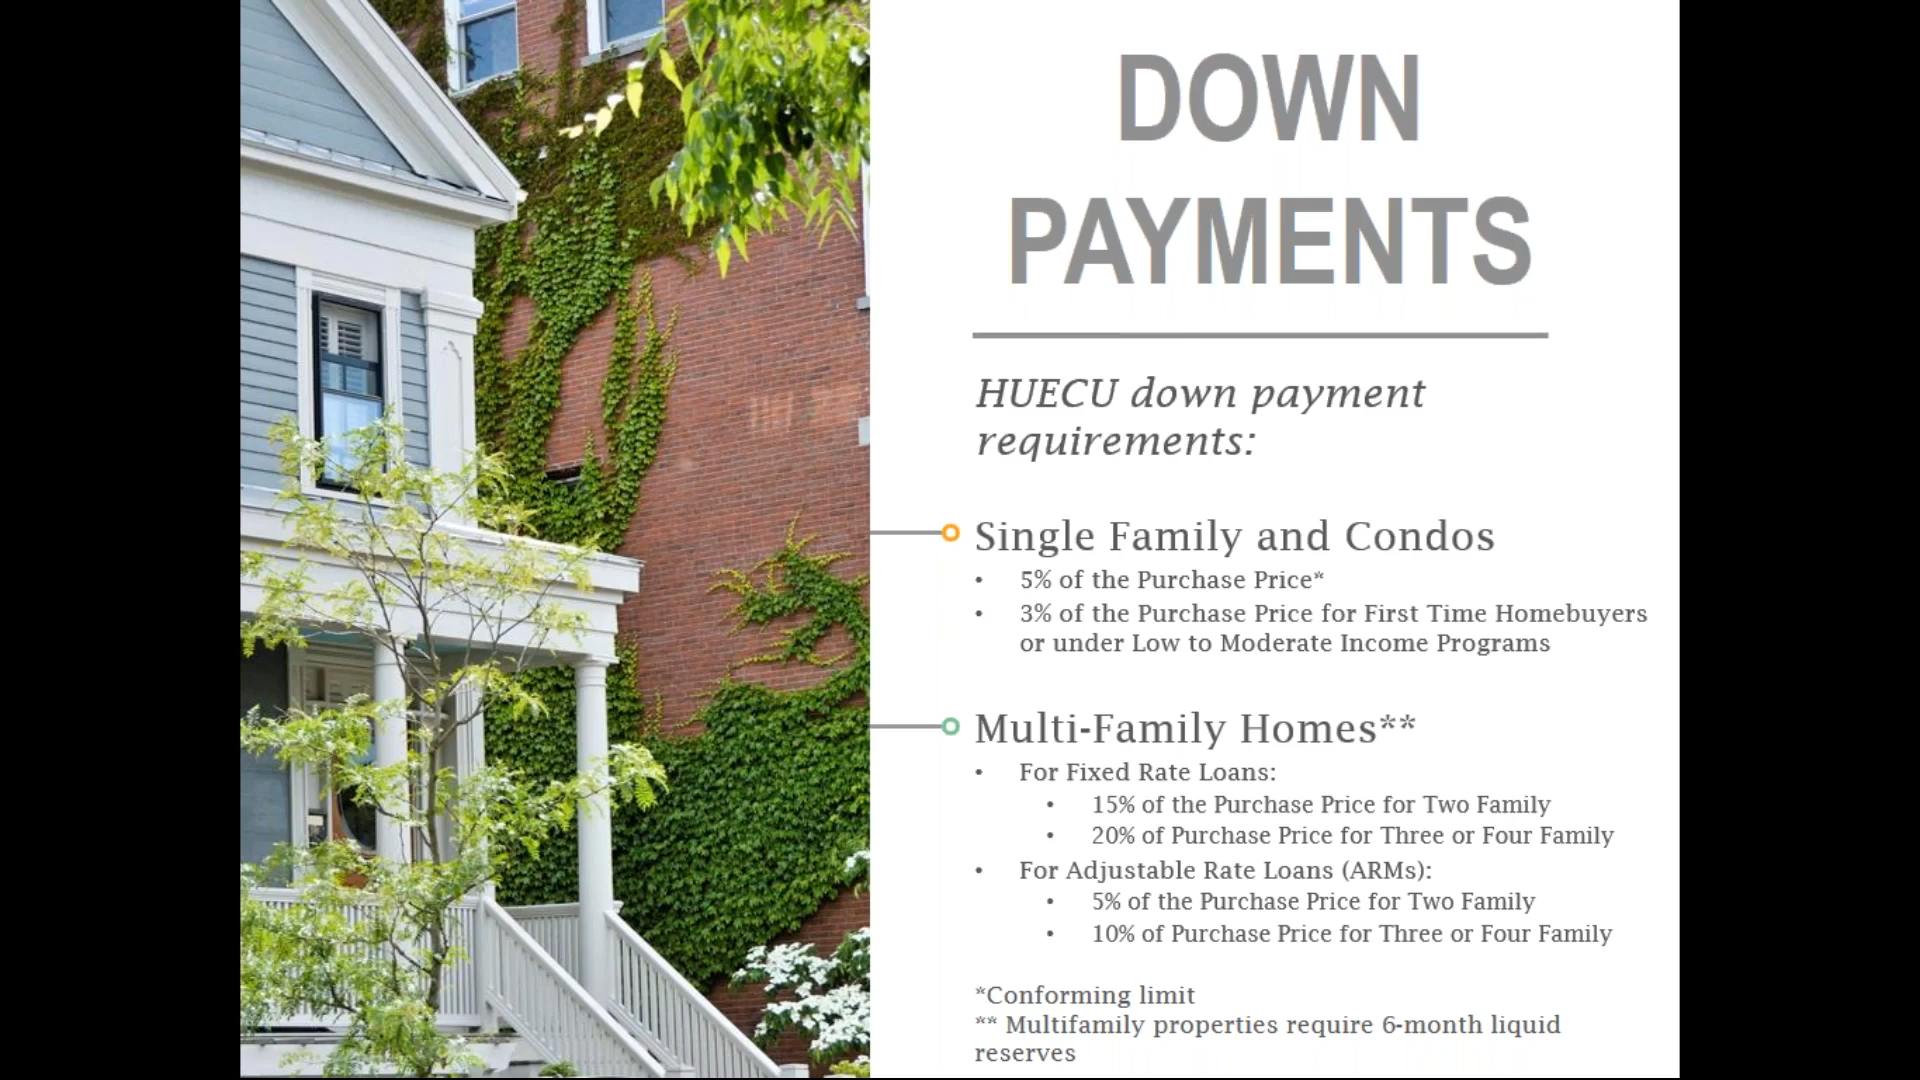 DOWN
PAYMENTS
HUECU down payment
requirements:
Single Family and Condos
• 5% of the Purchase Price*
• 3% of the Purchase Price for First Time Homebuyers
or under Low to Moderate Income Programs
Multi-Family Homes**
• For Fixed Rate Loans:
• 15% of the Purchase Price for Two Family
• 20% of Purchase Price for Three or Four Family
• For Adjustable Rate Loans (ARMs):
• 5% of the Purchase Price for Two Family
• 10% of Purchase Price for Three or Four Family
*Conforming limit
** Multifamily properties require 6-month liquid
reserves